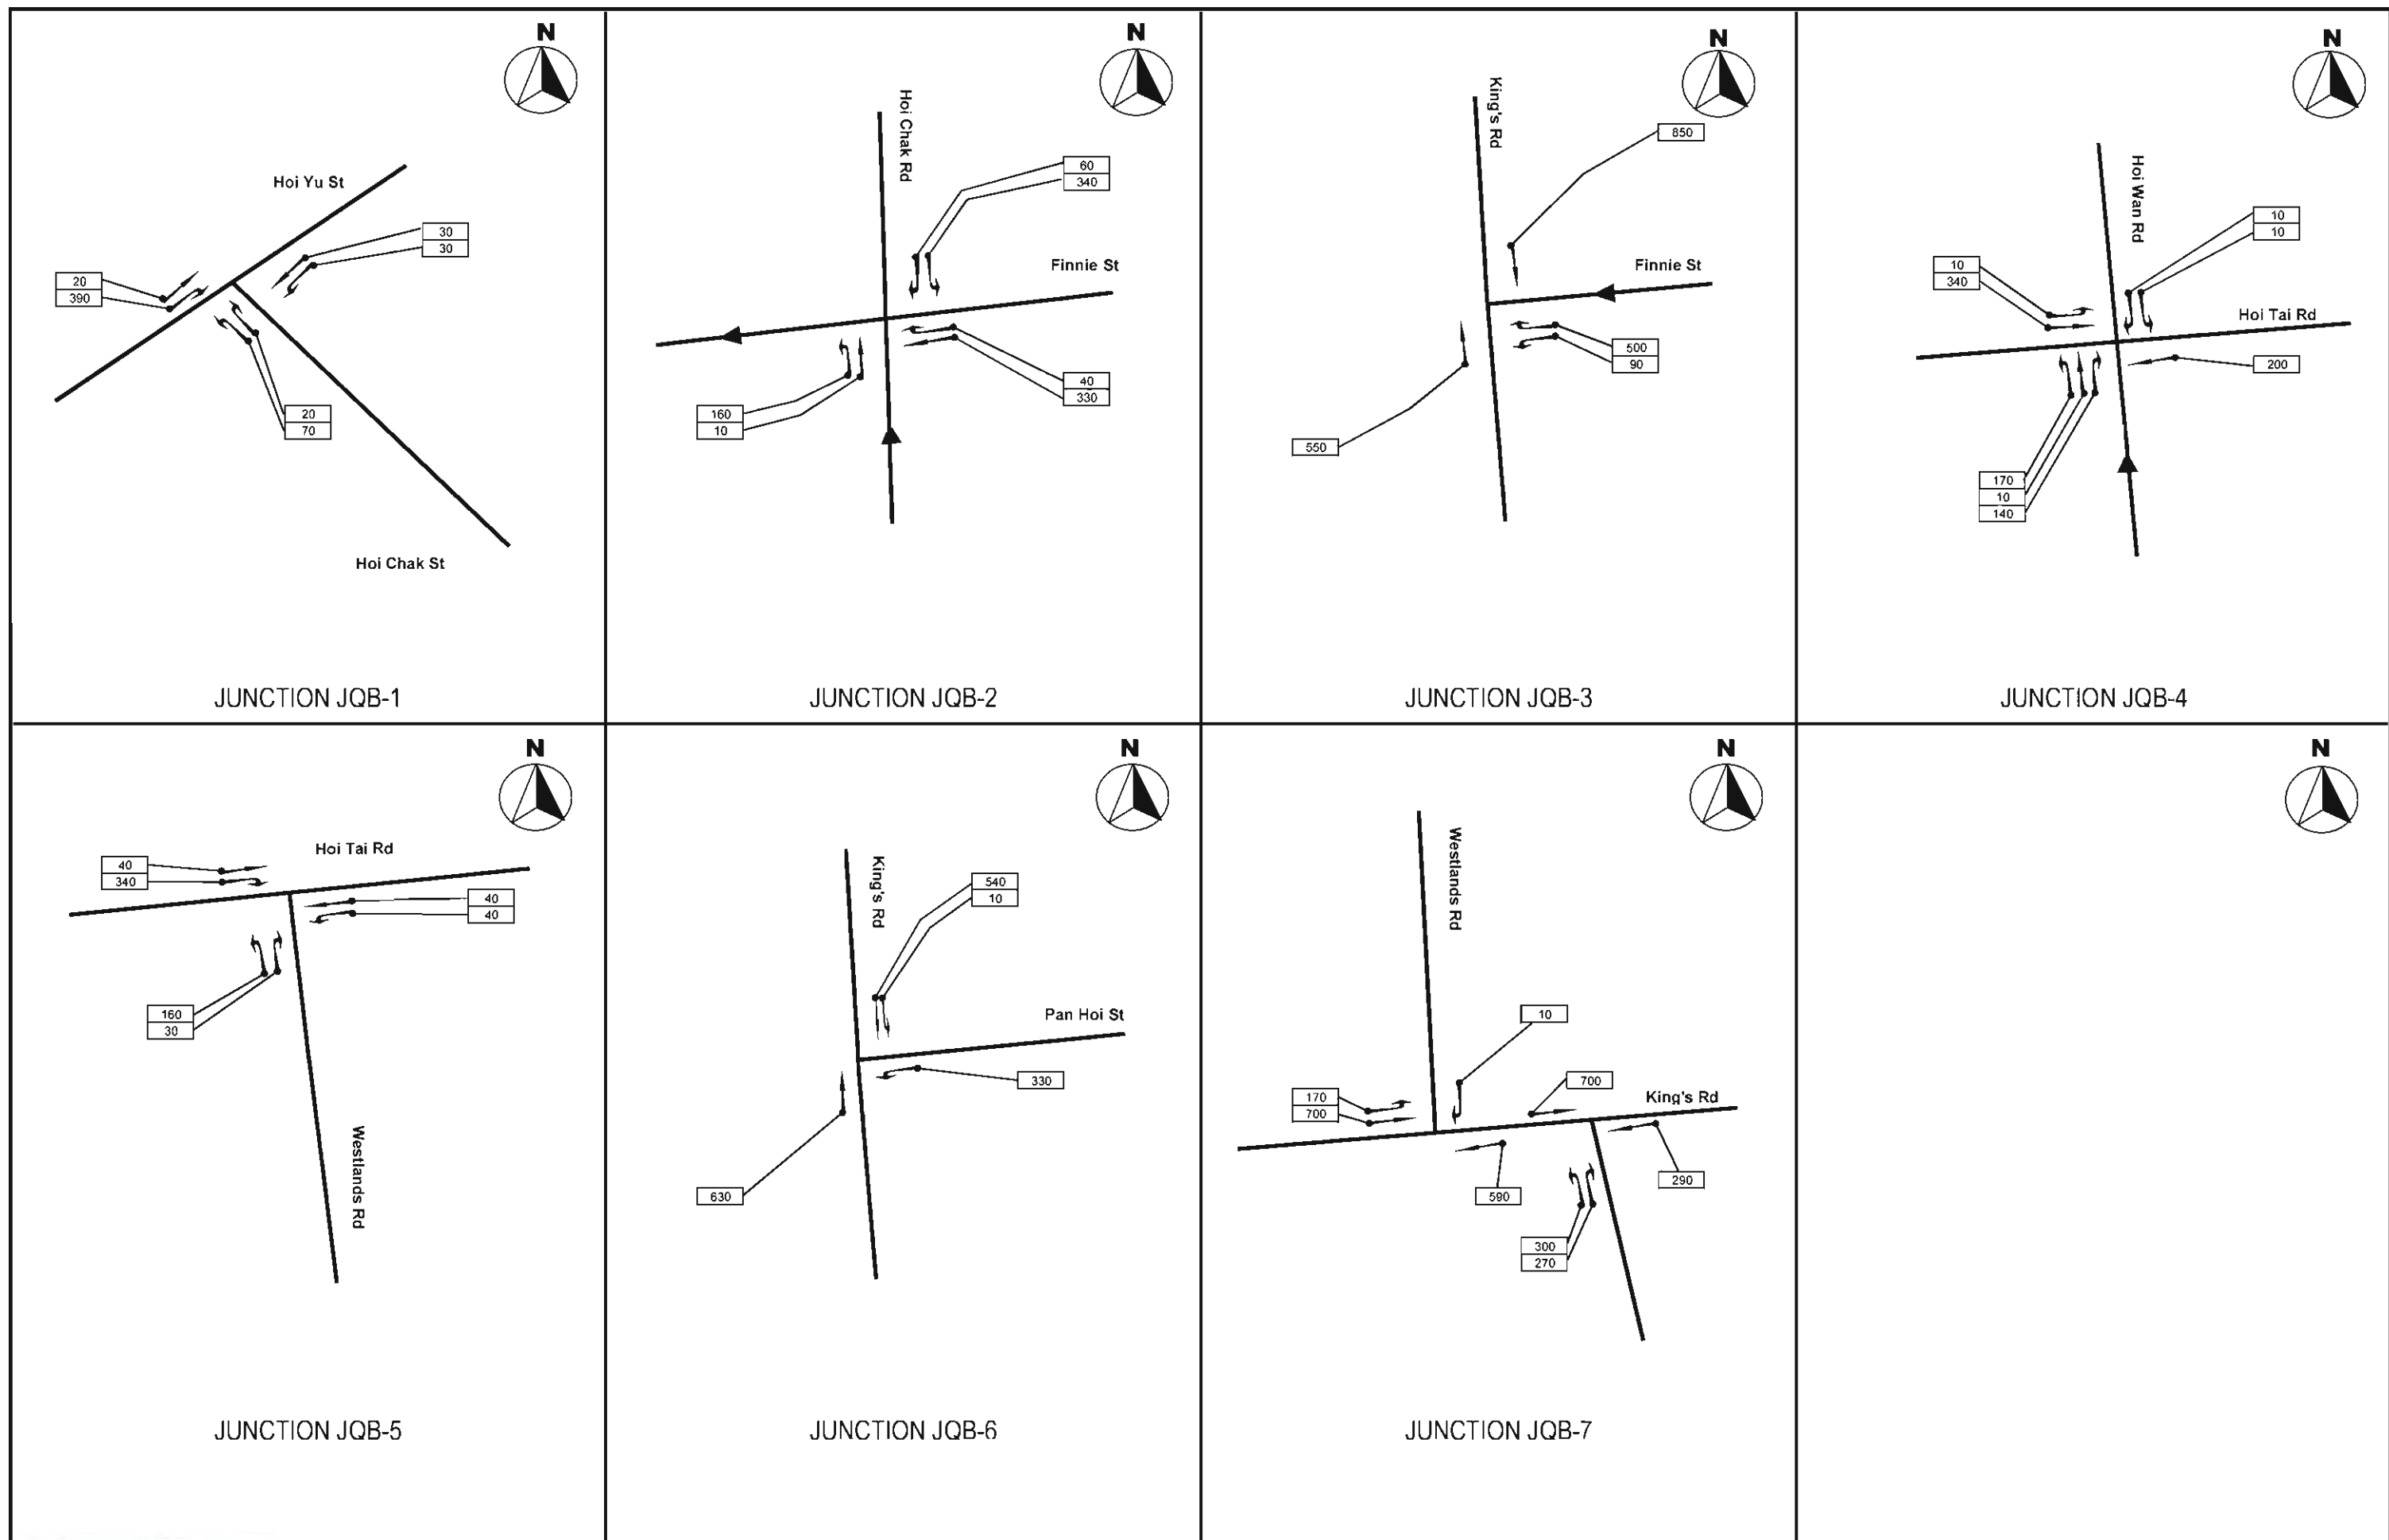 N
Hoi Yu St
30
30
20
390
20
70
Hoi Chak St
JUNCTION JQB-1
N
Hoi Chak Rd
60
340
Finnie St
40
330
160
10
JUNCTION JQB-2
N
King's Rd
850
Finnie St
500
90
550
JUNCTION JQB-3
N
Hoi Wan Rd
10
10
10
340
Hoi Tai Rd
200
170
10
140
JUNCTION JQB-4
N
Hoi Tai Rd
40
340
40
40
160
30
Westlands Rd
JUNCTION JQB-5
N
King's Rd
540
10
Pan Hoi St
330
630
JUNCTION JQB-6
N
Westlands Rd
10
170
700
700
King's Rd
590
290
300
270
JUNCTION JQB-7
N